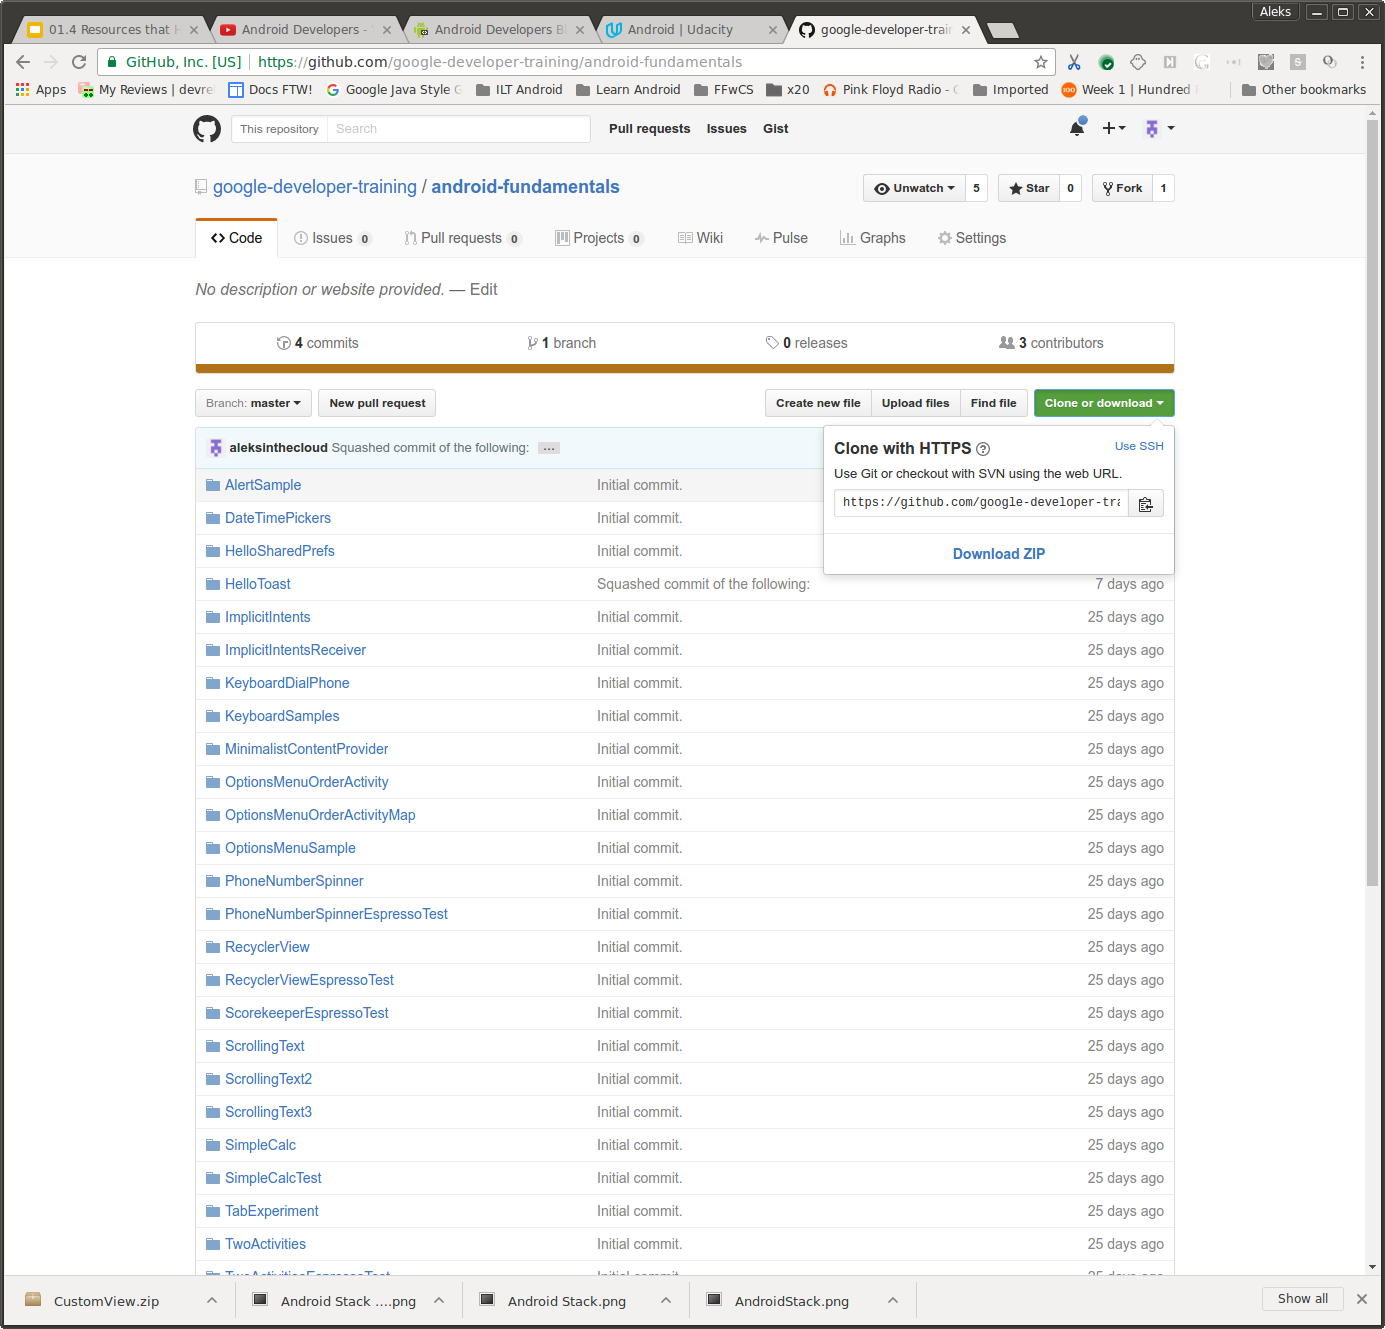 Aleks
01.4 Resources that
Android Developers -
Android Developers Bl
Android | Udacity
google-developer-train
GitHub, Inc. [US] https://github.com/google-developer-training/android-fundamentals
Apps My Reviews | devre Docs FTW! Google Java Style G ILT Android Learn Android FFwCS x20 Pink Floyd Radio - Imported Week 1 | Hundred Other bookmarks
This repository Search Pull requests Issues Gist
google-developer-training / android-fundamentals Unwatch 5 Star 0 Fork 1
Code Issues 0 Pull requests 0 Projects 0 Wiki Pulse Graphs Settings
No description or website provided. — Edit
4 commits 1 branch 0 releases 3 contributors
Branch: master New pull request Create new file Upload files Find file Clone or download
aleksinthecloud Squashed commit of the following: ...
Clone with HTTPS Use SSH
Use Git or checkout with SVN using the web URL.
https://github.com/google-developer-tra
Download ZIP
AlertSample Initial commit.
DateTimePickers Initial commit.
HelloSharedPrefs Initial commit.
HelloToast Squashed commit of the following: 7 days ago
ImplicitIntents Initial commit. 25 days ago
ImplicitIntentsReceiver Initial commit. 25 days ago
KeyboardDialPhone Initial commit. 25 days ago
KeyboardSamples Initial commit. 25 days ago
MinimalistContentProvider Initial commit. 25 days ago
OptionsMenuOrderActivity Initial commit. 25 days ago
OptionsMenuOrderActivityMap Initial commit. 25 days ago
OptionsMenuSample Initial commit. 25 days ago
PhoneNumberSpinner Initial commit. 25 days ago
PhoneNumberSpinnerEspressoTest Initial commit. 25 days ago
RecyclerView Initial commit. 25 days ago
RecyclerViewEspressoTest Initial commit. 25 days ago
ScorekeeperEspressoTest Initial commit. 25 days ago
ScrollingText Initial commit. 25 days ago
ScrollingText2 Initial commit. 25 days ago
ScrollingText3 Initial commit. 25 days ago
SimpleCalc Initial commit. 25 days ago
SimpleCalcTest Initial commit. 25 days ago
TabExperiment Initial commit. 25 days ago
TwoActivities Initial commit. 25 days ago
CustomView.zip Android Stack ....png Android Stack.png AndroidStack.png Show all